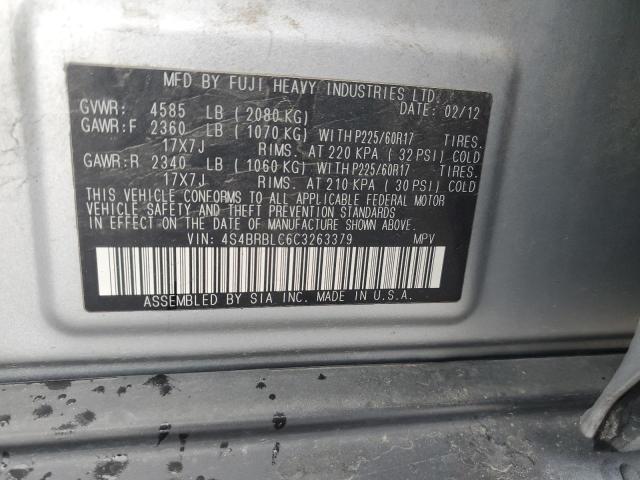 MFD BY FUJI HEAVY INDUSTRIES LTD.
GVWR: 4585 LB (2080 KG) DATE: 02/12
GAWR:F 2360 LB (1070 KG) WITH P225/60R17 TIRES.
17X7J RIMS. AT 220 KPA (32 PSI) COLD
GAWR:R 2340 LB (1060 KG) WITH P225/60R17 TIRES.
17X7J RIMS. AT 210 KPA (30 PSI) COLD
THIS VEHICLE CONFORMS TO ALL APPLICABLE FEDERAL MOTOR
VEHICLE SAFETY AND THEFT PREVENTION STANDARDS
IN EFFECT ON THE DATE OF MANUFACTURE SHOWN ABOVE.
VIN: 4S4BRBLC6C3263379 MPV
ASSEMBLED BY SIA INC. MADE IN U.S.A.